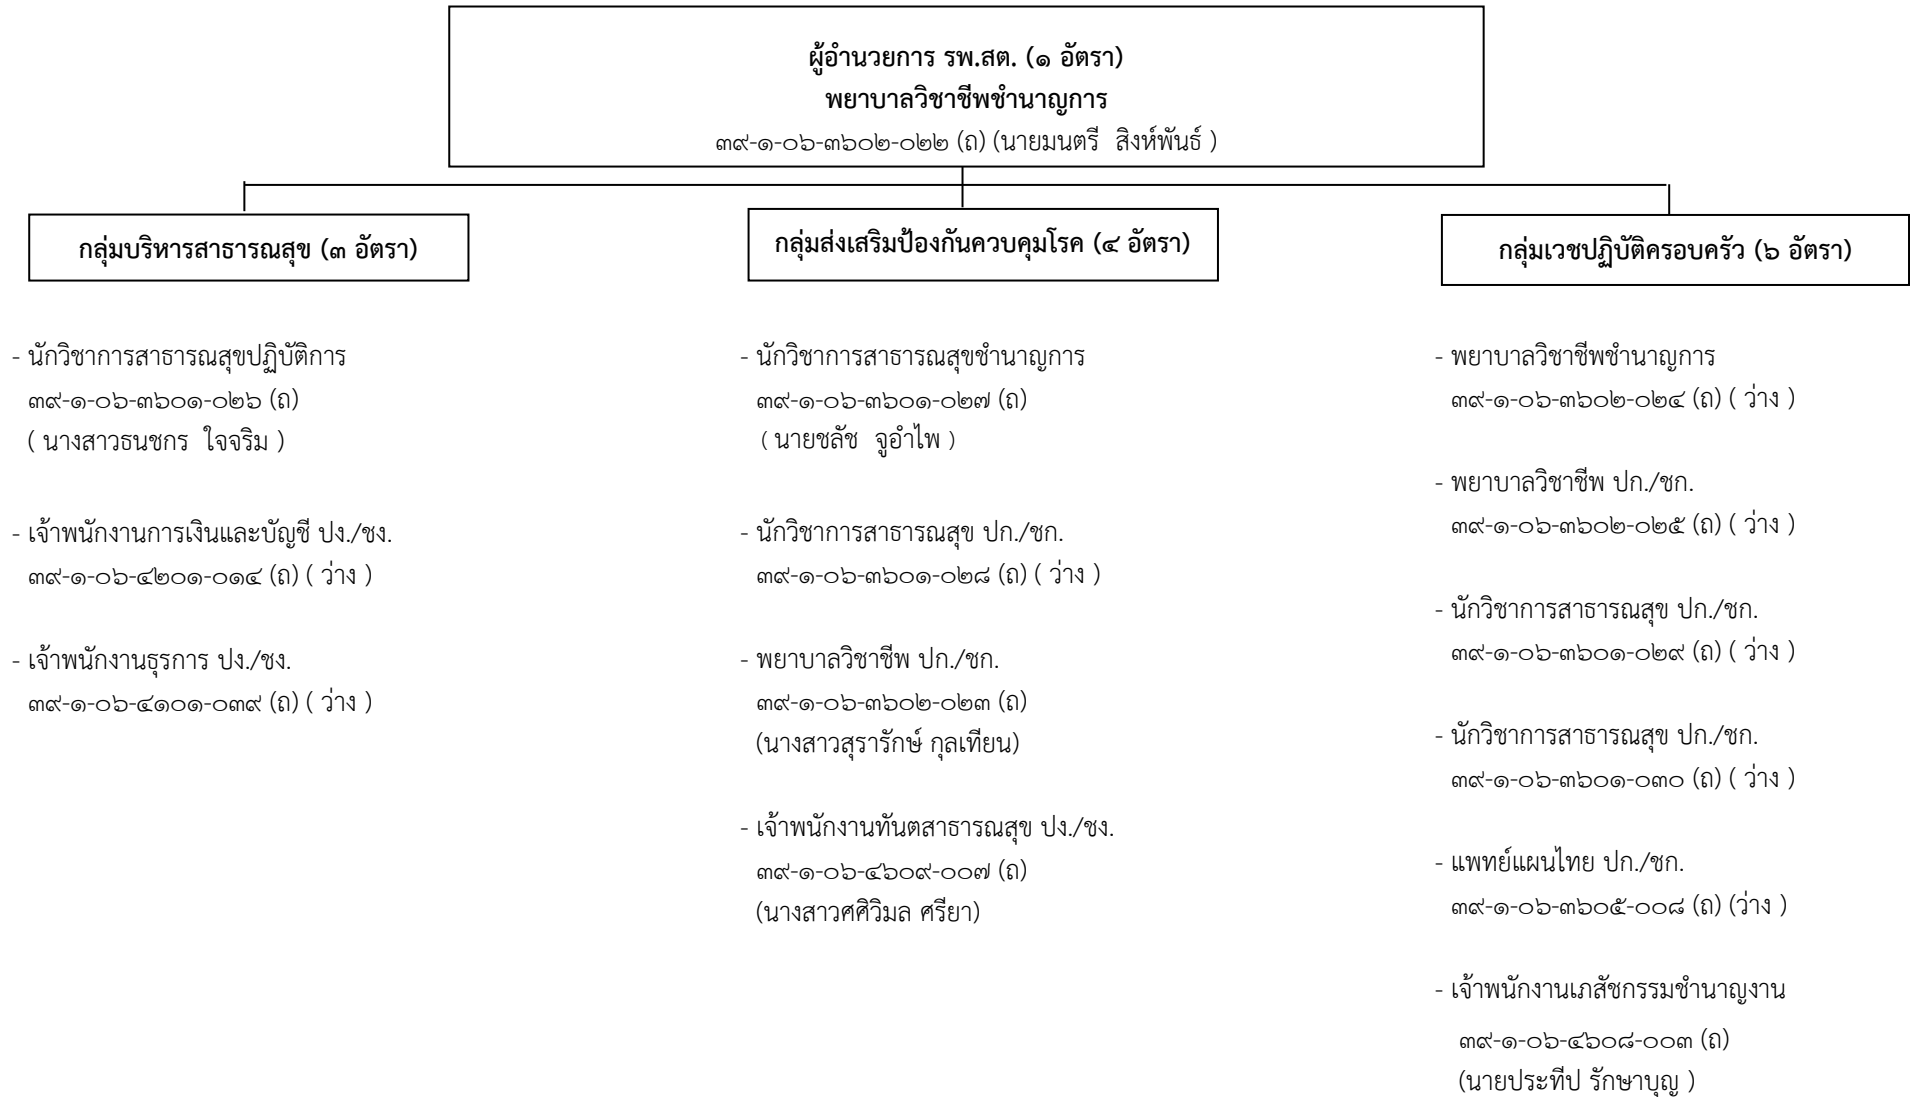 ผู้อำนวยการ รพ.สต. (๑ อัตรา)
พยาบาลวิชาชีพชำนาญการ
๓๙-๑-๐๖-๓๖๐๒-๐๒๒ (ถ) (นายมนตรี  สิงห์พันธ์ )
กลุ่มบริหารสาธารณสุข (๓ อัตรา)
- นักวิชาการสาธารณสุขปฏิบัติการ
๓๙-๑-๐๖-๓๖๐๑-๐๒๖ (ถ)
( นางสาวธนชกร  ใจจริม )
- เจ้าพนักงานการเงินและบัญชี ปง./ชง.
๓๙-๑-๐๖-๔๒๐๑-๐๑๔ (ถ) ( ว่าง )
- เจ้าพนักงานธุรการ ปง./ชง.
๓๙-๑-๐๖-๔๑๐๑-๐๓๙ (ถ) ( ว่าง )
กลุ่มส่งเสริมป้องกันควบคุมโรค (๔ อัตรา)
- นักวิชาการสาธารณสุขชำนาญการ
๓๙-๑-๐๖-๓๖๐๑-๐๒๗ (ถ)
( นายชลัช  จูอำไพ )
- นักวิชาการสาธารณสุข ปก./ชก.
๓๙-๑-๐๖-๓๖๐๑-๐๒๘ (ถ) ( ว่าง )
- พยาบาลวิชาชีพ ปก./ชก.
๓๙-๑-๐๖-๓๖๐๒-๐๒๓ (ถ)
(นางสาวสุรารักษ์ กุลเทียน)
- เจ้าพนักงานทันตสาธารณสุข ปง./ชง.
๓๙-๑-๐๖-๔๖๐๙-๐๐๗ (ถ)
(นางสาวศศิวิมล ศรียา)
กลุ่มเวชปฏิบัติครอบครัว (๖ อัตรา)
- พยาบาลวิชาชีพชำนาญการ
๓๙-๑-๐๖-๓๖๐๒-๐๒๔ (ถ) ( ว่าง )
- พยาบาลวิชาชีพ ปก./ชก.
๓๙-๑-๐๖-๓๖๐๒-๐๒๕ (ถ) ( ว่าง )
- นักวิชาการสาธารณสุข ปก./ชก.
๓๙-๑-๐๖-๓๖๐๑-๐๒๙ (ถ) ( ว่าง )
- นักวิชาการสาธารณสุข ปก./ชก.
๓๙-๑-๐๖-๓๖๐๑-๐๓๐ (ถ) ( ว่าง )
- แพทย์แผนไทย ปก./ชก.
๓๙-๑-๐๖-๓๖๐๕-๐๐๘ (ถ) (ว่าง )
- เจ้าพนักงานเภสัชกรรมชำนาญงาน
๓๙-๑-๐๖-๔๖๐๘-๐๐๓ (ถ)
(นายประทีป รักษาบุญ )